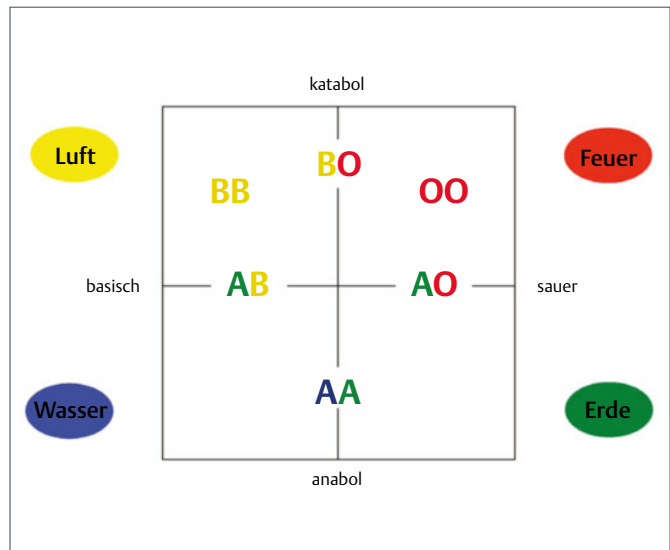 katabol
Luft
Feuer
BO
BB
OO
basisch
AB
AO
sauer
AA
Wasser
Erde
anabol